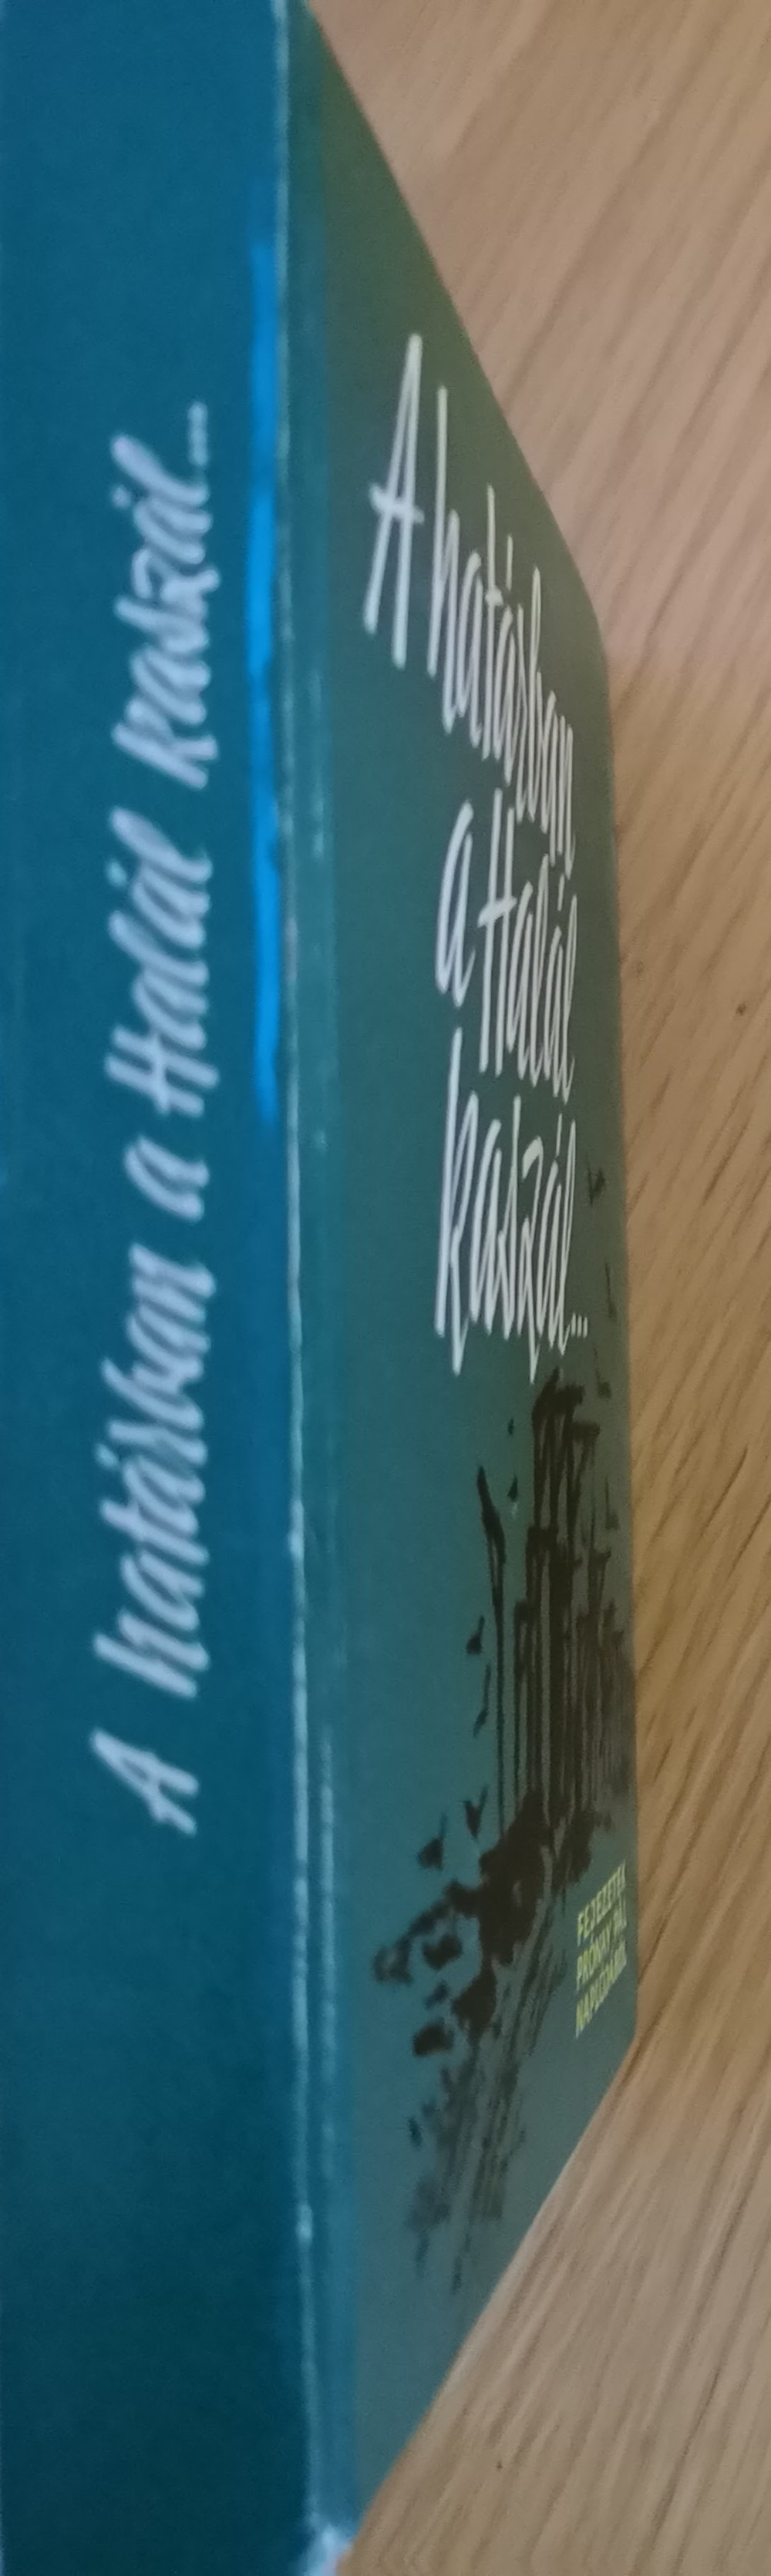 A határban a Halál kaszál...
A határban
a Halál
kaszál...
FEJEZETEK
PRÓNAY PÁL
NAPLÓJÁBÓL